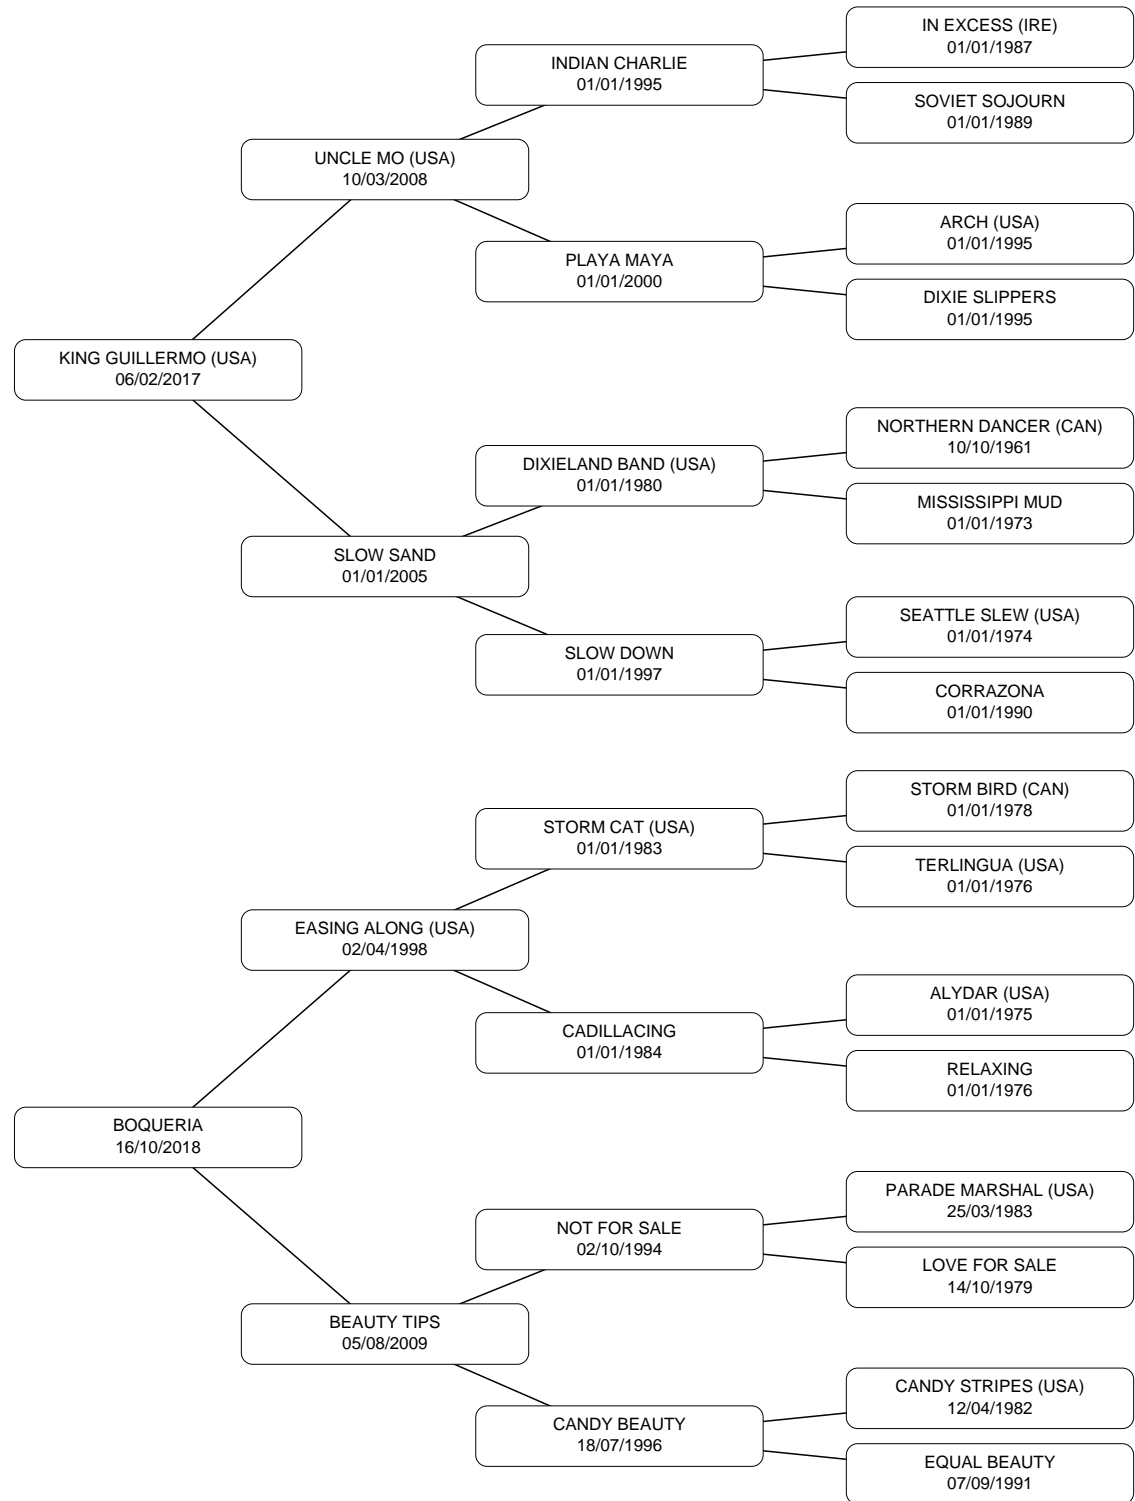 IN EXCESS (IRE)
01/01/1987
INDIAN CHARLIE
01/01/1995
SOVIET SOJOURN
01/01/1989
UNCLE MO (USA)
10/03/2008
ARCH (USA)
01/01/1995
PLAYA MAYA
01/01/2000
DIXIE SLIPPERS
01/01/1995
KING GUILLERMO (USA)
06/02/2017
NORTHERN DANCER (CAN)
10/10/1961
DIXIELAND BAND (USA)
01/01/1980
MISSISSIPPI MUD
01/01/1973
SLOW SAND
01/01/2005
SEATTLE SLEW (USA)
01/01/1974
SLOW DOWN
01/01/1997
CORRAZONA
01/01/1990
STORM BIRD (CAN)
01/01/1978
STORM CAT (USA)
01/01/1983
TERLINGUA (USA)
01/01/1976
EASING ALONG (USA)
02/04/1998
ALYDAR (USA)
01/01/1975
CADILLACING
01/01/1984
RELAXING
01/01/1976
BOQUERIA
16/10/2018
PARADE MARSHAL (USA)
25/03/1983
NOT FOR SALE
02/10/1994
LOVE FOR SALE
14/10/1979
BEAUTY TIPS
05/08/2009
CANDY STRIPES (USA)
12/04/1982
CANDY BEAUTY
18/07/1996
EQUAL BEAUTY
07/09/1991